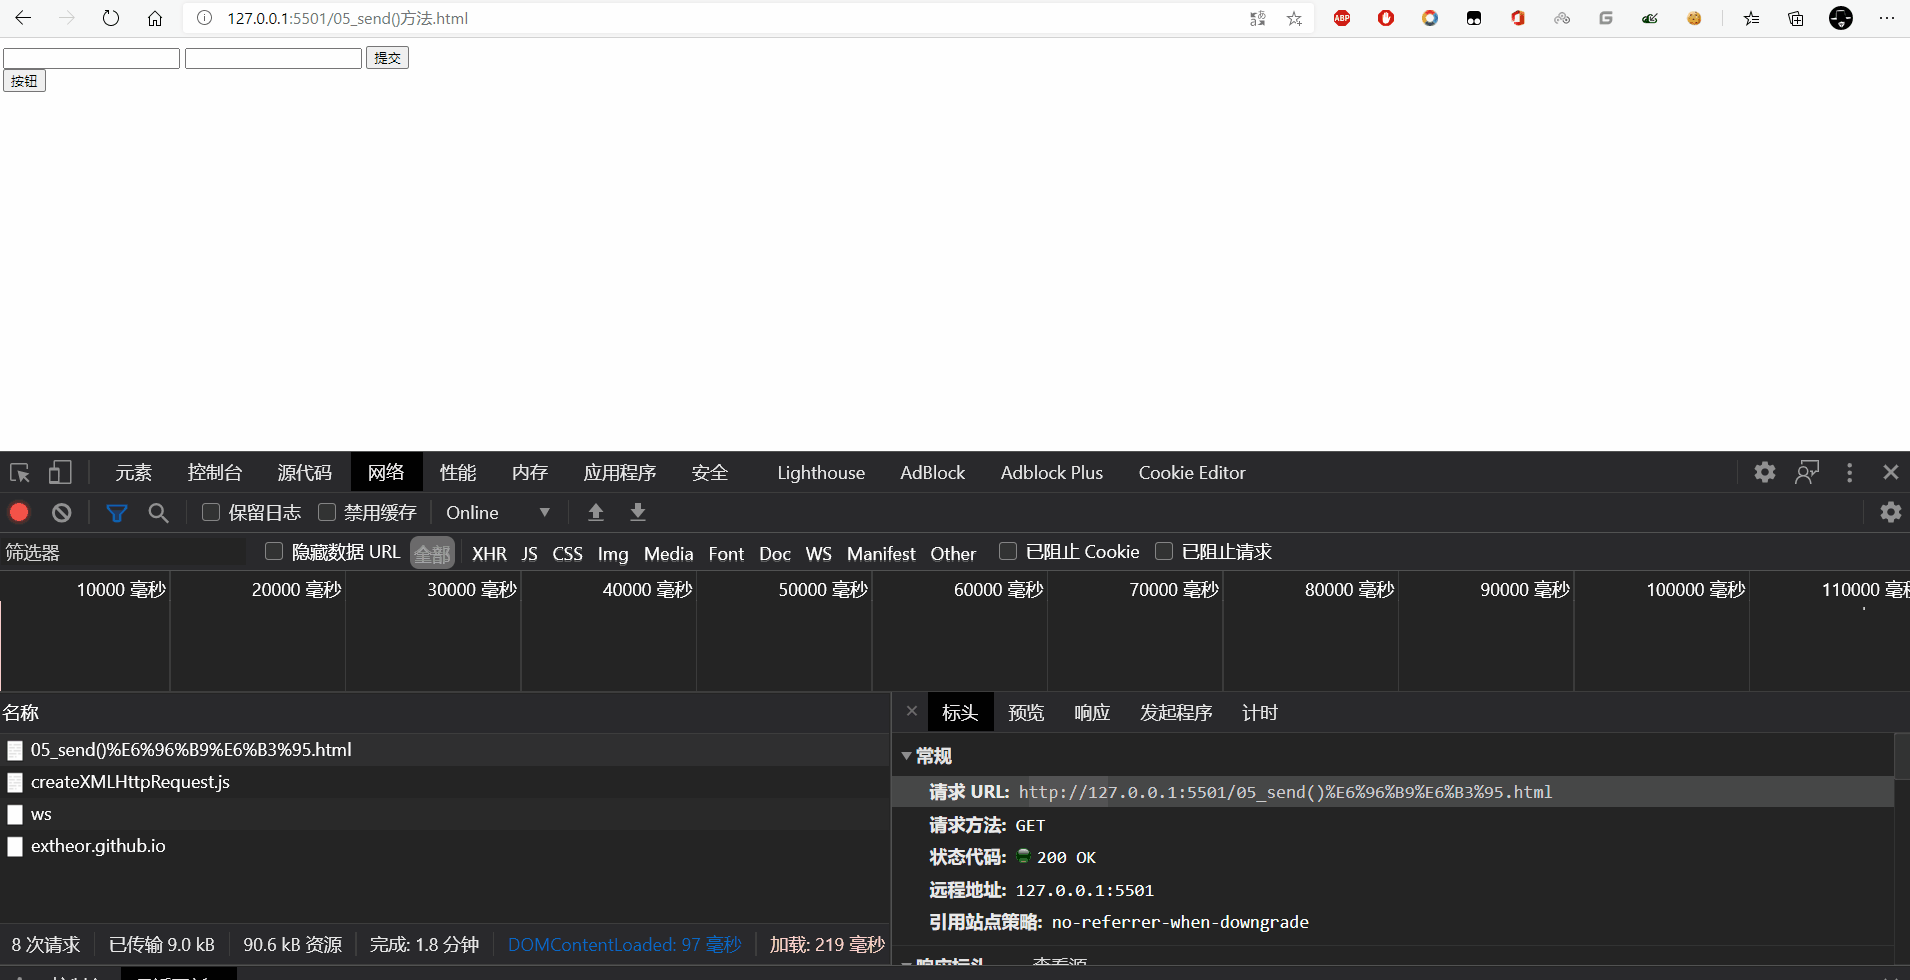 127.0.0.1:5501/05_send()方法.html
ABP
提交
按钮
元素 控制台 源代码 网络 性能 内存 应用程序 安全 Lighthouse AdBlock Adblock Plus Cookie Editor
保留日志 禁用缓存 Online
筛选器 隐藏数据 URL 全部 XHR JS CSS Img Media Font Doc WS Manifest Other 已阻止 Cookie 已阻止请求
10000 毫秒 20000 毫秒 30000 毫秒 40000 毫秒 50000 毫秒 60000 毫秒 70000 毫秒 80000 毫秒 90000 毫秒 100000 毫秒 110000 毫秒
名称
标头 预览 响应 发起程序 计时
05_send()%E6%96%B9%E6%B3%95.html
createXMLHttpRequest.js
ws
extheor.github.io
常规
请求 URL: http://127.0.0.1:5501/05_send()%E6%96%B9%E6%B3%95.html
请求方法: GET
状态代码: 200 OK
远程地址: 127.0.0.1:5501
引用站点策略: no-referrer-when-downgrade
响应标头 查看源
8 次请求 已传输 9.0 kB 90.6 kB 资源 完成: 1.8 分钟 DOMContentLoaded: 97 毫秒 加载: 219 毫秒